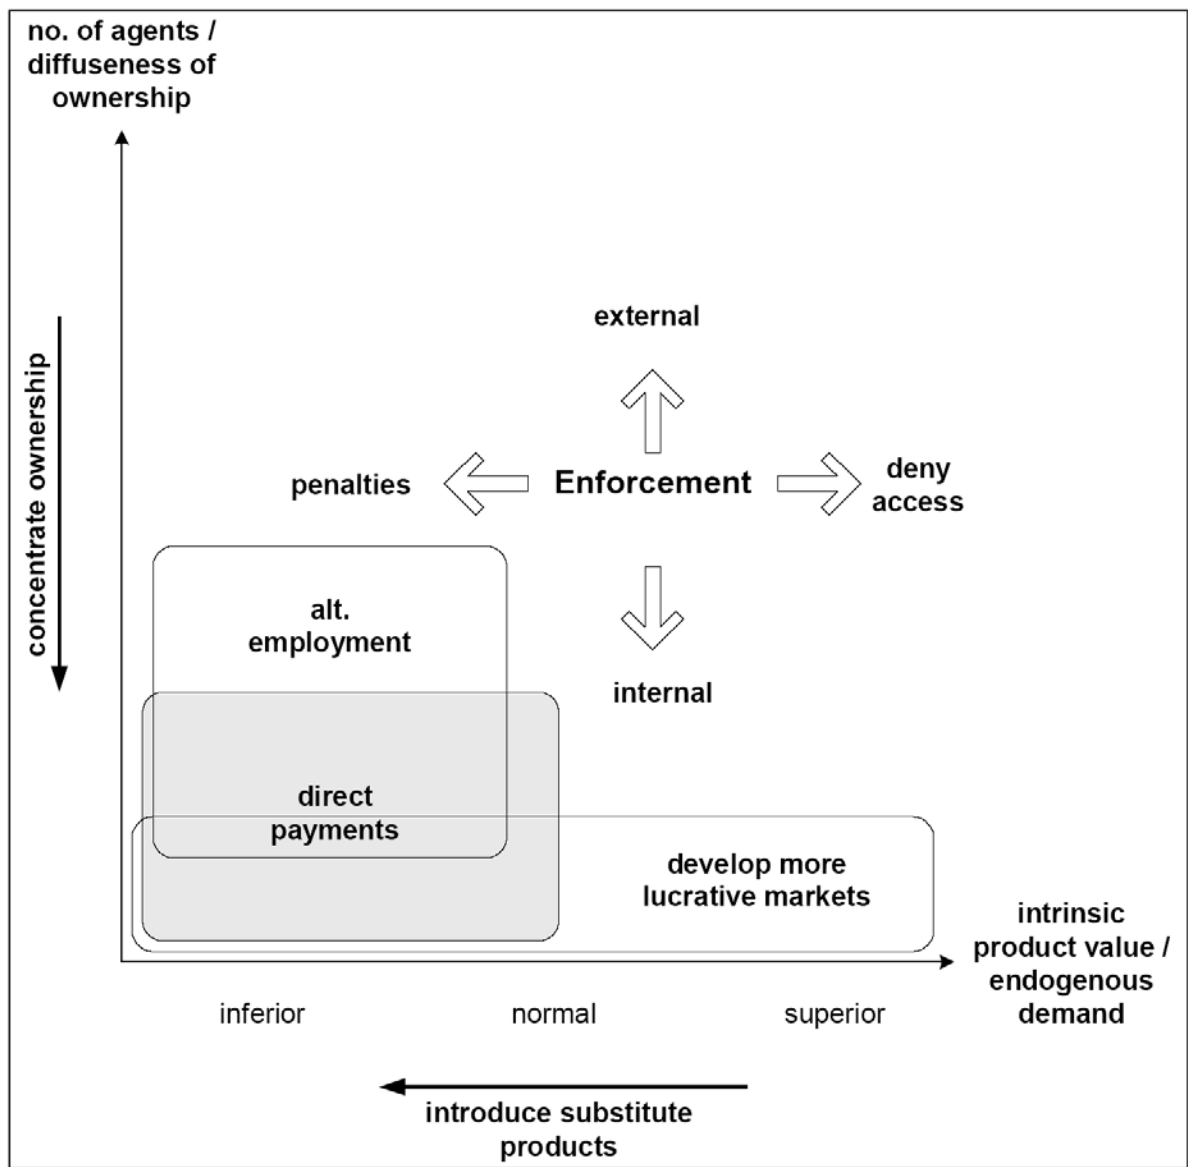 no. of agents /
diffuseness of
ownership
concentrate ownership
external
penalties
Enforcement
deny
access
internal
alt.
employment
direct
payments
develop more
lucrative markets
intrinsic
product value /
endogenous
demand
inferior
normal
superior
introduce substitute
products